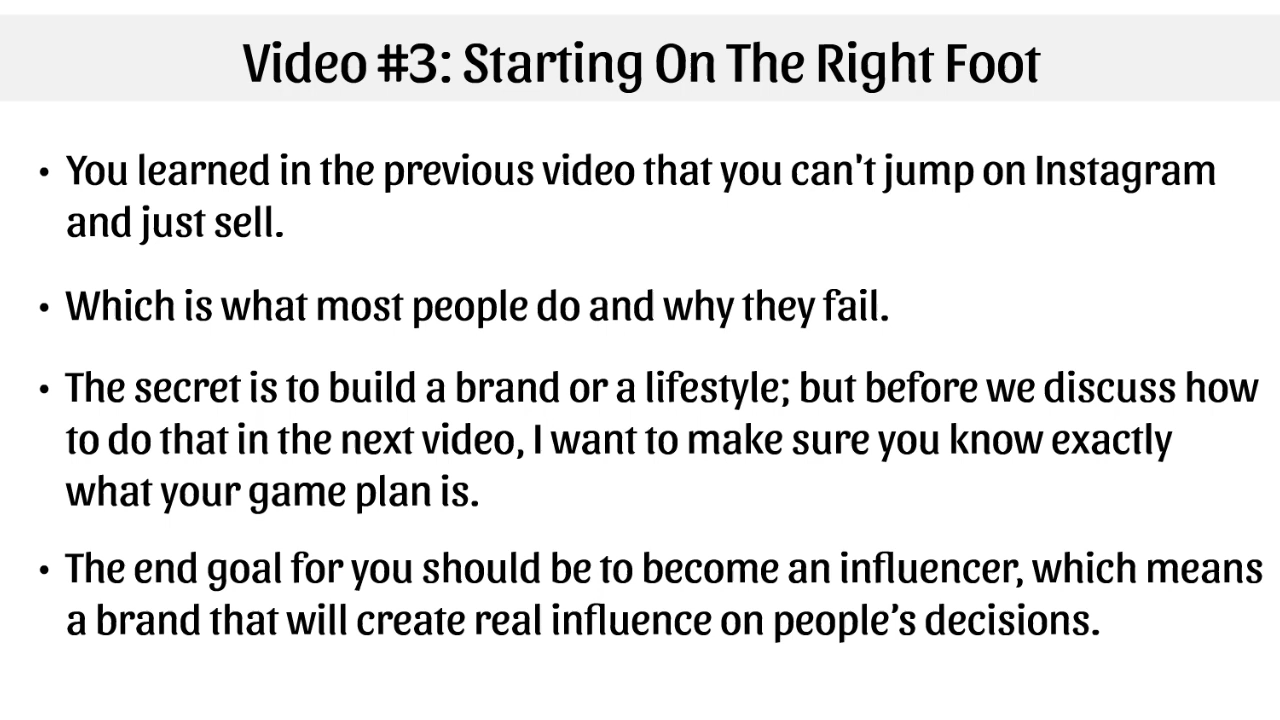 Video #3: Starting On The Right Foot
• You learned in the previous video that you can't jump on Instagram
and just sell.
• Which is what most people do and why they fail.
• The secret is to build a brand or a lifestyle; but before we discuss how
to do that in the next video, I want to make sure you know exactly
what your game plan is.
• The end goal for you should be to become an influencer, which means
a brand that will create real influence on people’s decisions.